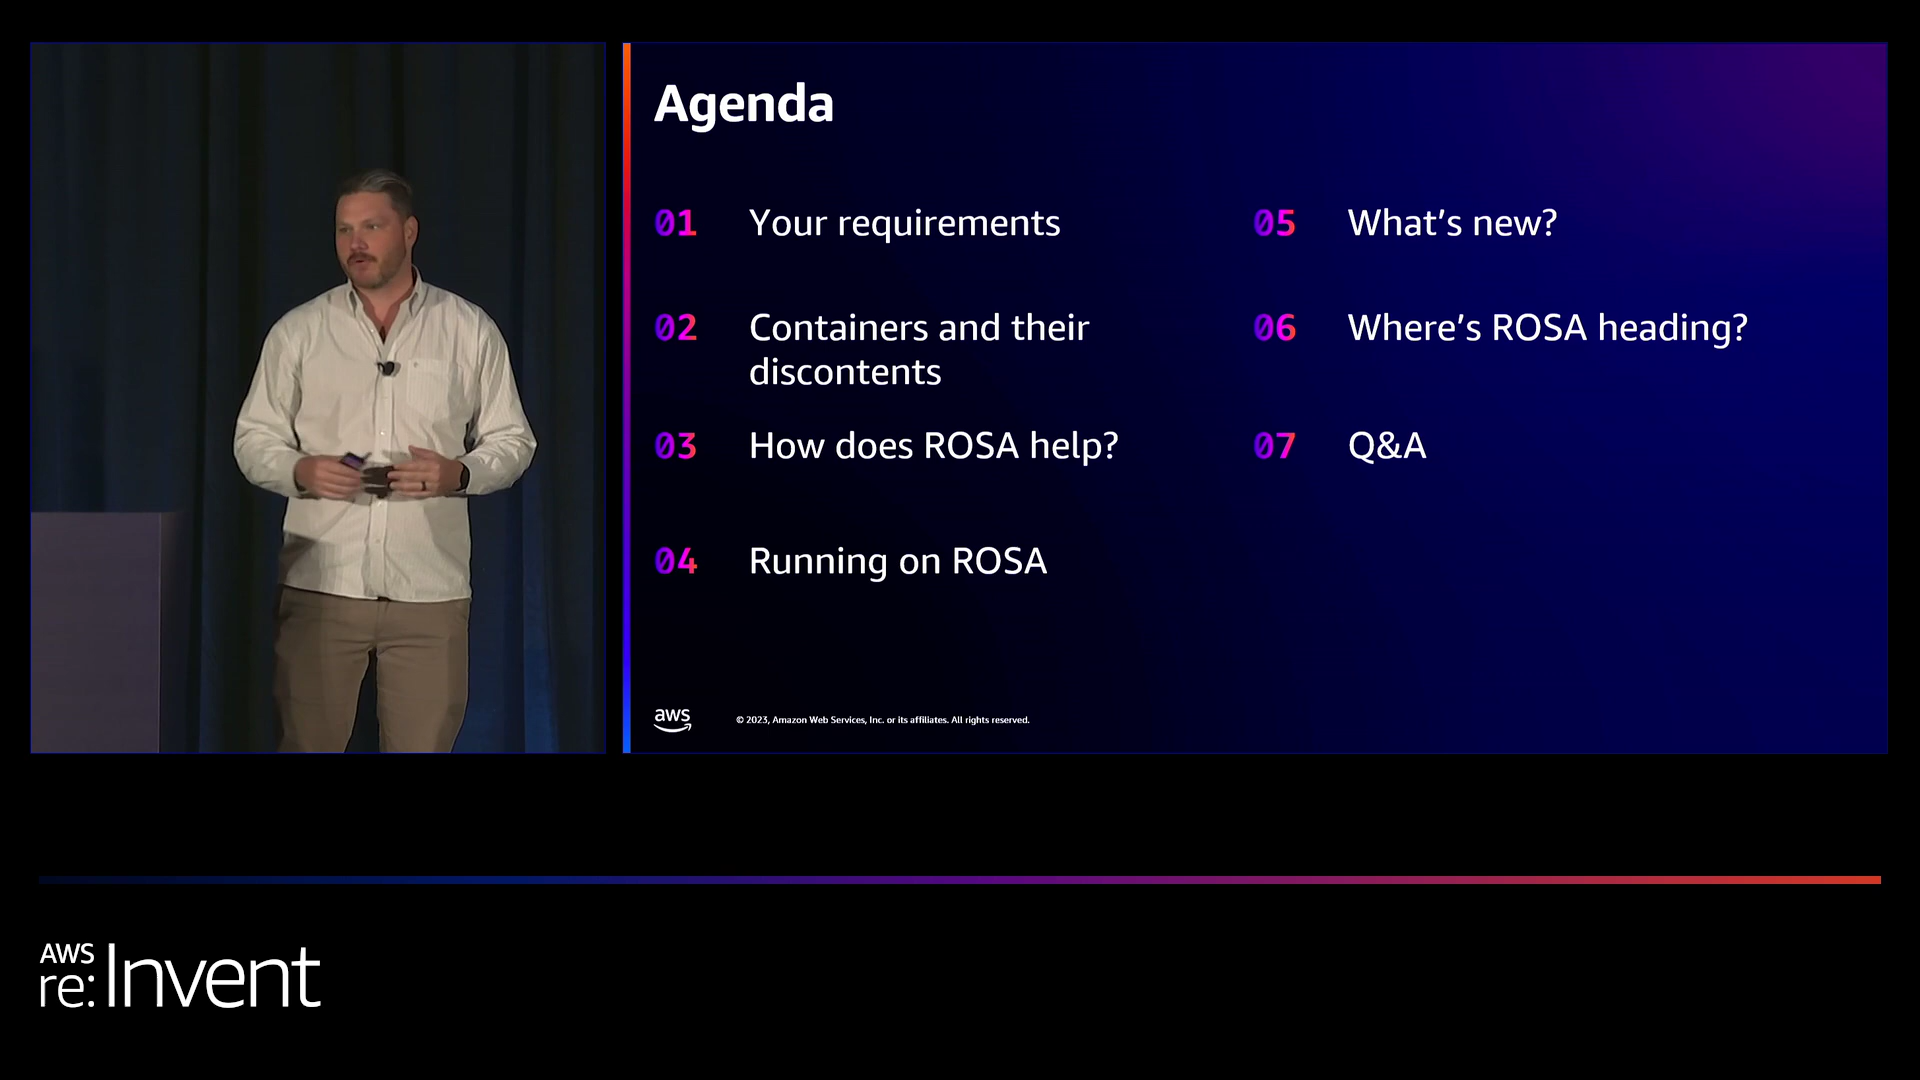 Agenda
01 Your requirements
02 Containers and their
discontents
03 How does ROSA help?
04 Running on ROSA
05 What’s new?
06 Where’s ROSA heading?
07 Q&A
aws
© 2023, Amazon Web Services, Inc. or its affiliates. All rights reserved.
AWS
re:Invent